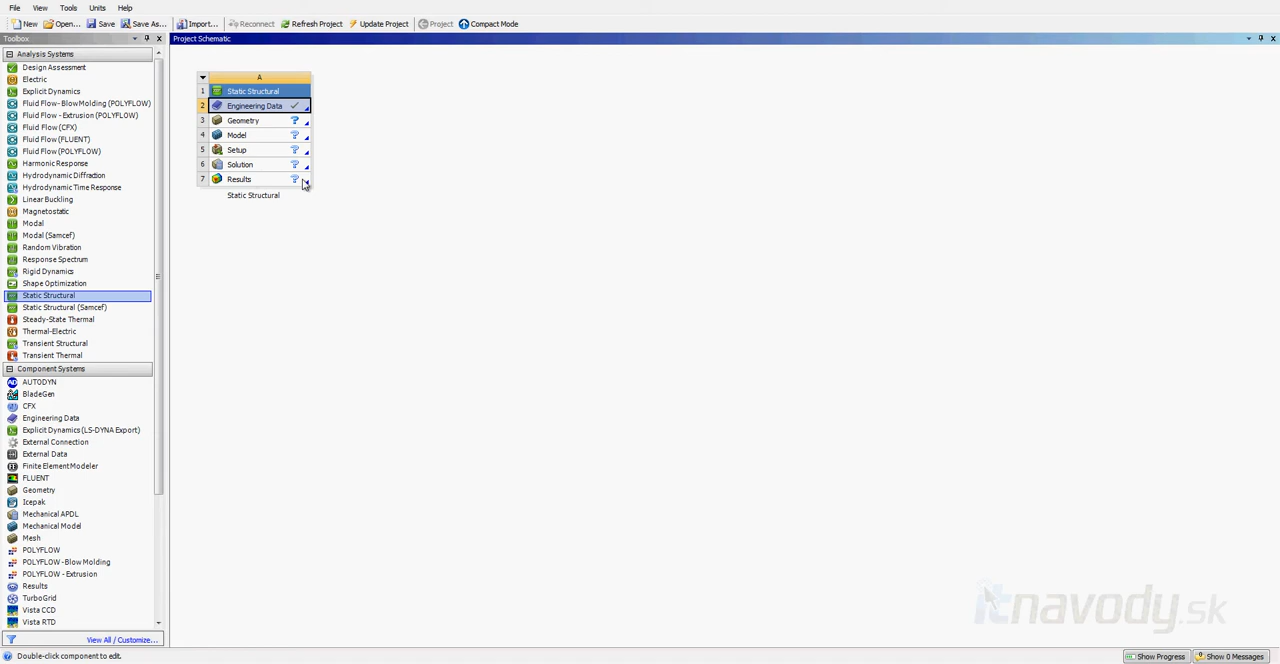 File View Tools Units Help
New Open... Save Save As... Import... Reconnect Refresh Project Update Project Project Compact Mode
Toolbox
Project Schematic
Analysis Systems
Design Assessment
Electric
Explicit Dynamics
Fluid Flow- Blow Molding (POLYFLOW)
Fluid Flow - Extrusion (POLYFLOW)
Fluid Flow (CFX)
Fluid Flow (FLUENT)
Fluid Flow (POLYFLOW)
Harmonic Response
Hydrodynamic Diffraction
Hydrodynamic Time Response
Linear Buckling
Magnetostatic
Modal
Modal (Samcef)
Random Vibration
Response Spectrum
Rigid Dynamics
Shape Optimization
Static Structural
Static Structural (Samcef)
Steady-State Thermal
Thermal-Electric
Transient Structural
Transient Thermal
Component Systems
AUTODYN
BladeGen
CFX
Engineering Data
Explicit Dynamics (LS-DYNA Export)
External Connection
External Data
Finite Element Modeler
FLUENT
Geometry
Icepak
Mechanical APDL
Mechanical Model
Mesh
POLYFLOW
POLYFLOW - Blow Molding
POLYFLOW - Extrusion
Results
TurboGrid
Vista CCD
Vista RTD
View All / Customize...
A
1 Static Structural
2 Engineering Data
3 Geometry ?
4 Model ?
5 Setup ?
6 Solution ?
7 Results ?
Static Structural
itnavody.sk
Double-click component to edit.
Show Progress Show 0 Messages